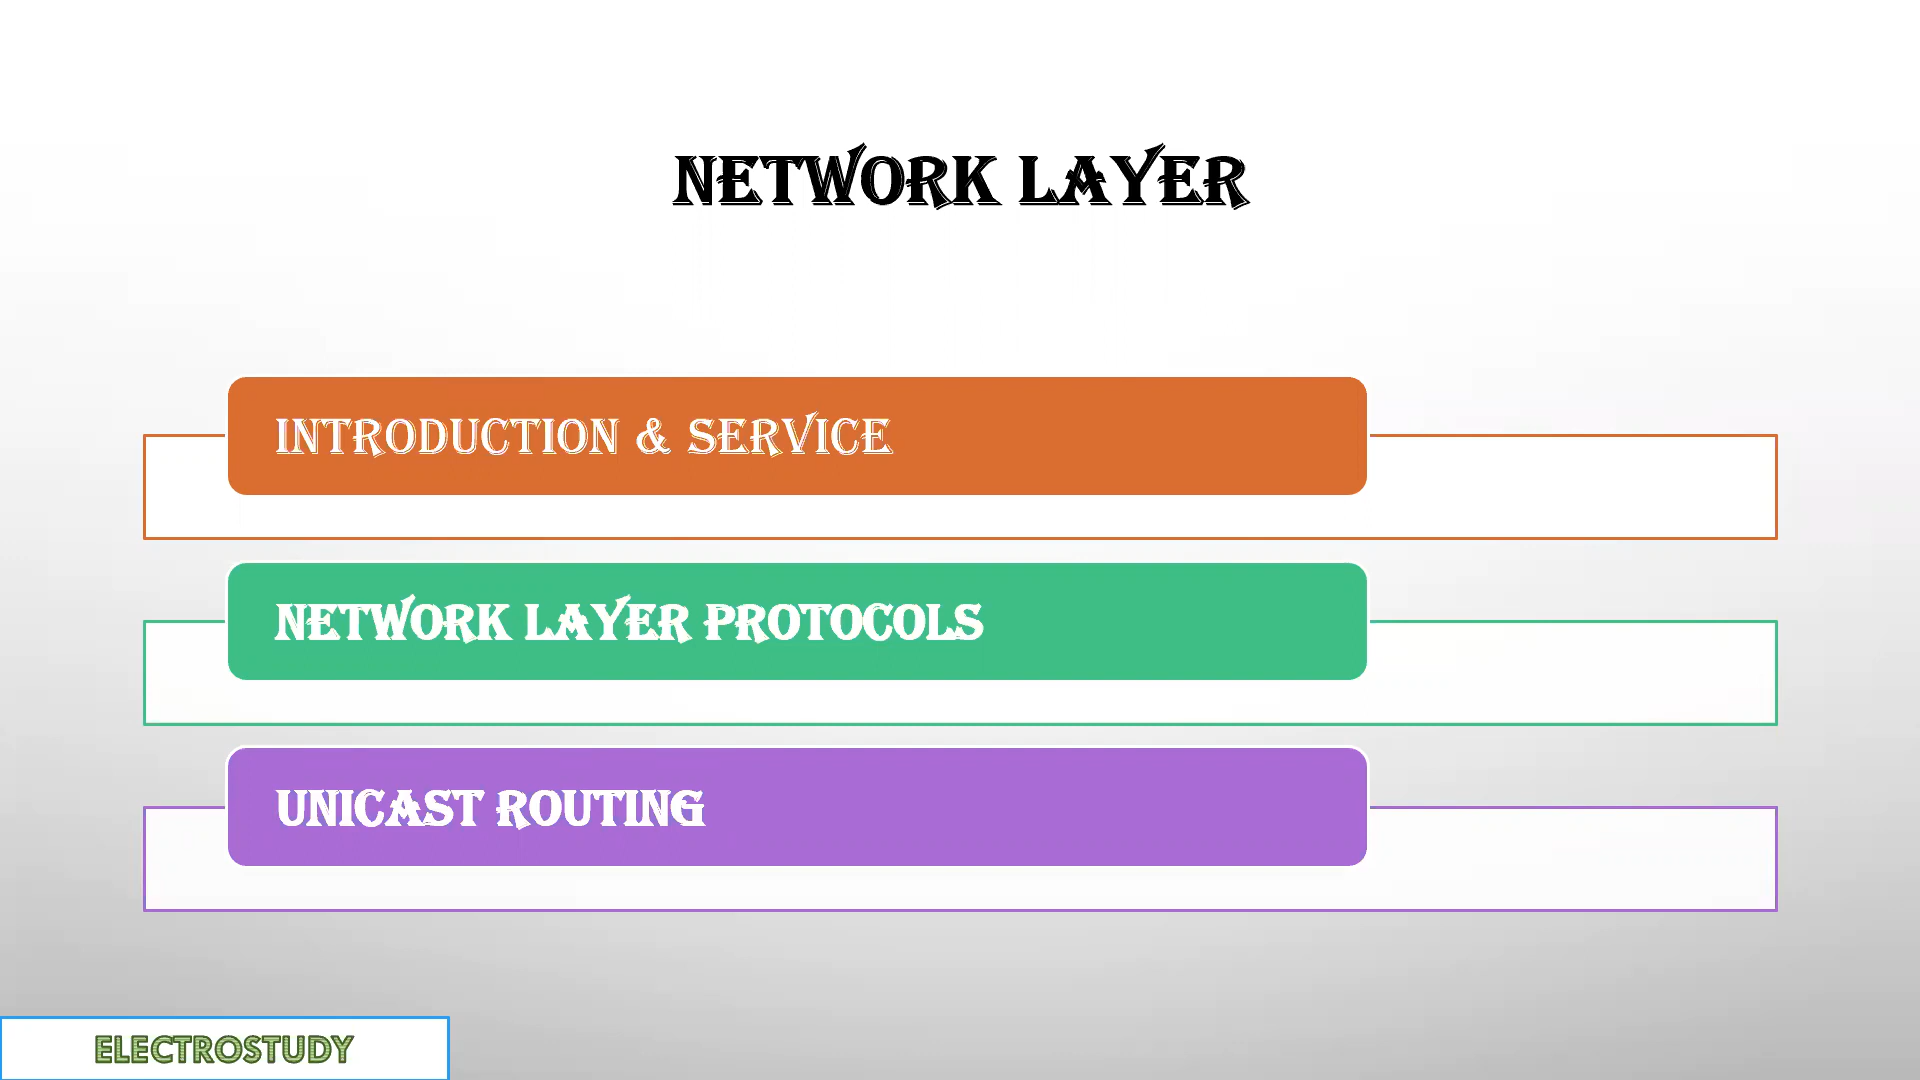 NETWORK LAYER
INTRODUCTION & SERVICE
NETWORK LAYER PROTOCOLS
UNICAST ROUTING
ELECTROSTUDY